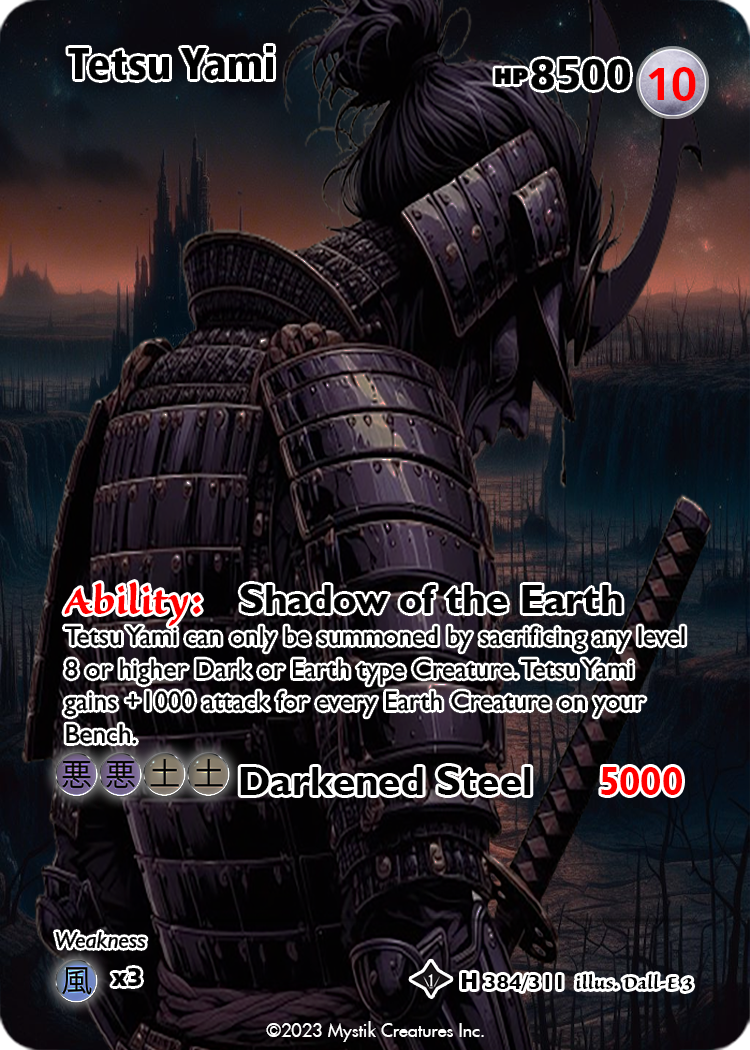 Tetsu Yami HP8500 10
Ability: Shadow of the Earth
Tetsu Yami can only be summoned by sacrificing any level
8 or higher Dark or Earth type Creature. Tetsu Yami
gains +1000 attack for every Earth Creature on your
Bench.
悪 悪 土 土 Darkened Steel 5000
Weakness
風 x3
1 H 384/311 illus. Dall-E 3
©2023 Mystik Creatures Inc.